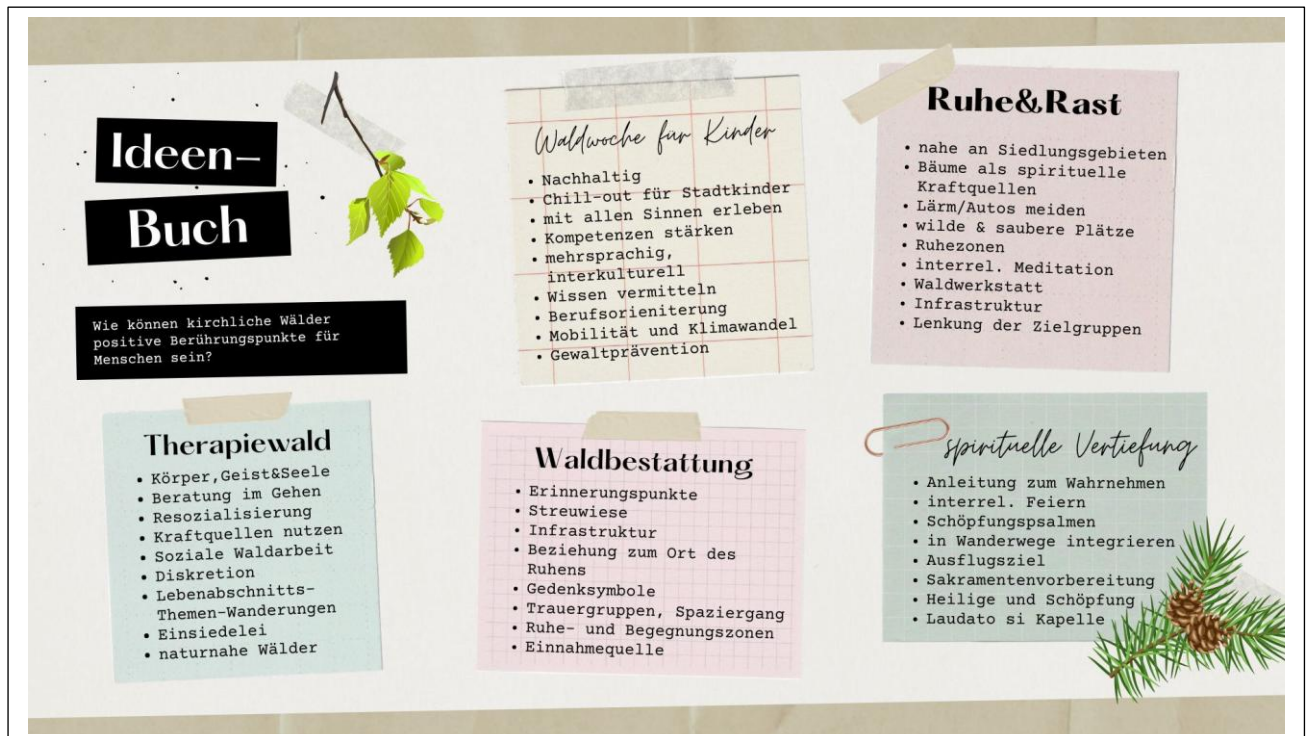 Ideen-
Buch
Wie können kirchliche Wälder
positive Berührungspunkte für
Menschen sein?
Waldwoche für Kinder
• Nachhaltig
• Chill-out für Stadtkinder
• mit allen Sinnen erleben
• Kompetenzen stärken
• mehrsprachig,
interkulturell
• Wissen vermitteln
• Berufsorieniterung
• Mobilität und Klimawandel
• Gewaltprävention
Ruhe&Rast
• nahe an Siedlungsgebieten
• Bäume als spirituelle
Kraftquellen
• Lärm/Autos meiden
• wilde & saubere Plätze
• Ruhezonen
• interrel. Meditation
• Waldwerkstatt
• Infrastruktur
• Lenkung der Zielgruppen
Therapiewald
• Körper,Geist&Seele
• Beratung im Gehen
• Resozialisierung
• Kraftquellen nutzen
• Soziale Waldarbeit
• Diskretion
• Lebenabschnitts-
Themen-Wanderungen
• Einsiedelei
• naturnahe Wälder
Waldbestattung
• Erinnerungspunkte
• Streuwiese
• Infrastruktur
• Beziehung zum Ort des
Ruhens
• Gedenksymbole
• Trauergruppen, Spaziergang
• Ruhe- und Begegnungszonen
• Einnahmequelle
spirituelle Vertiefung
• Anleitung zum Wahrnehmen
• interrel. Feiern
• Schöpfungspsalmen
• in Wanderwege integrieren
• Ausflugsziel
• Sakramentenvorbereitung
• Heilige und Schöpfung
• Laudato si Kapelle